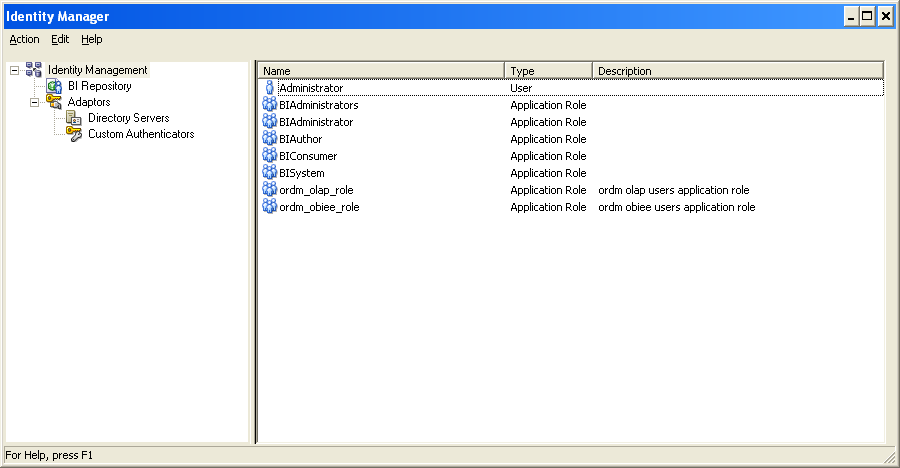 Identity Manager
Action Edit Help
Identity Management
BI Repository
Adaptors
Directory Servers
Custom Authenticators
Name Type Description
Administrator User
BIAdministrators Application Role
BIAdministrator Application Role
BIAuthor Application Role
BIConsumer Application Role
BISystem Application Role
ordm_olap_role Application Role ordm olap users application role
ordm_obiee_role Application Role ordm obiee users application role
For Help, press F1